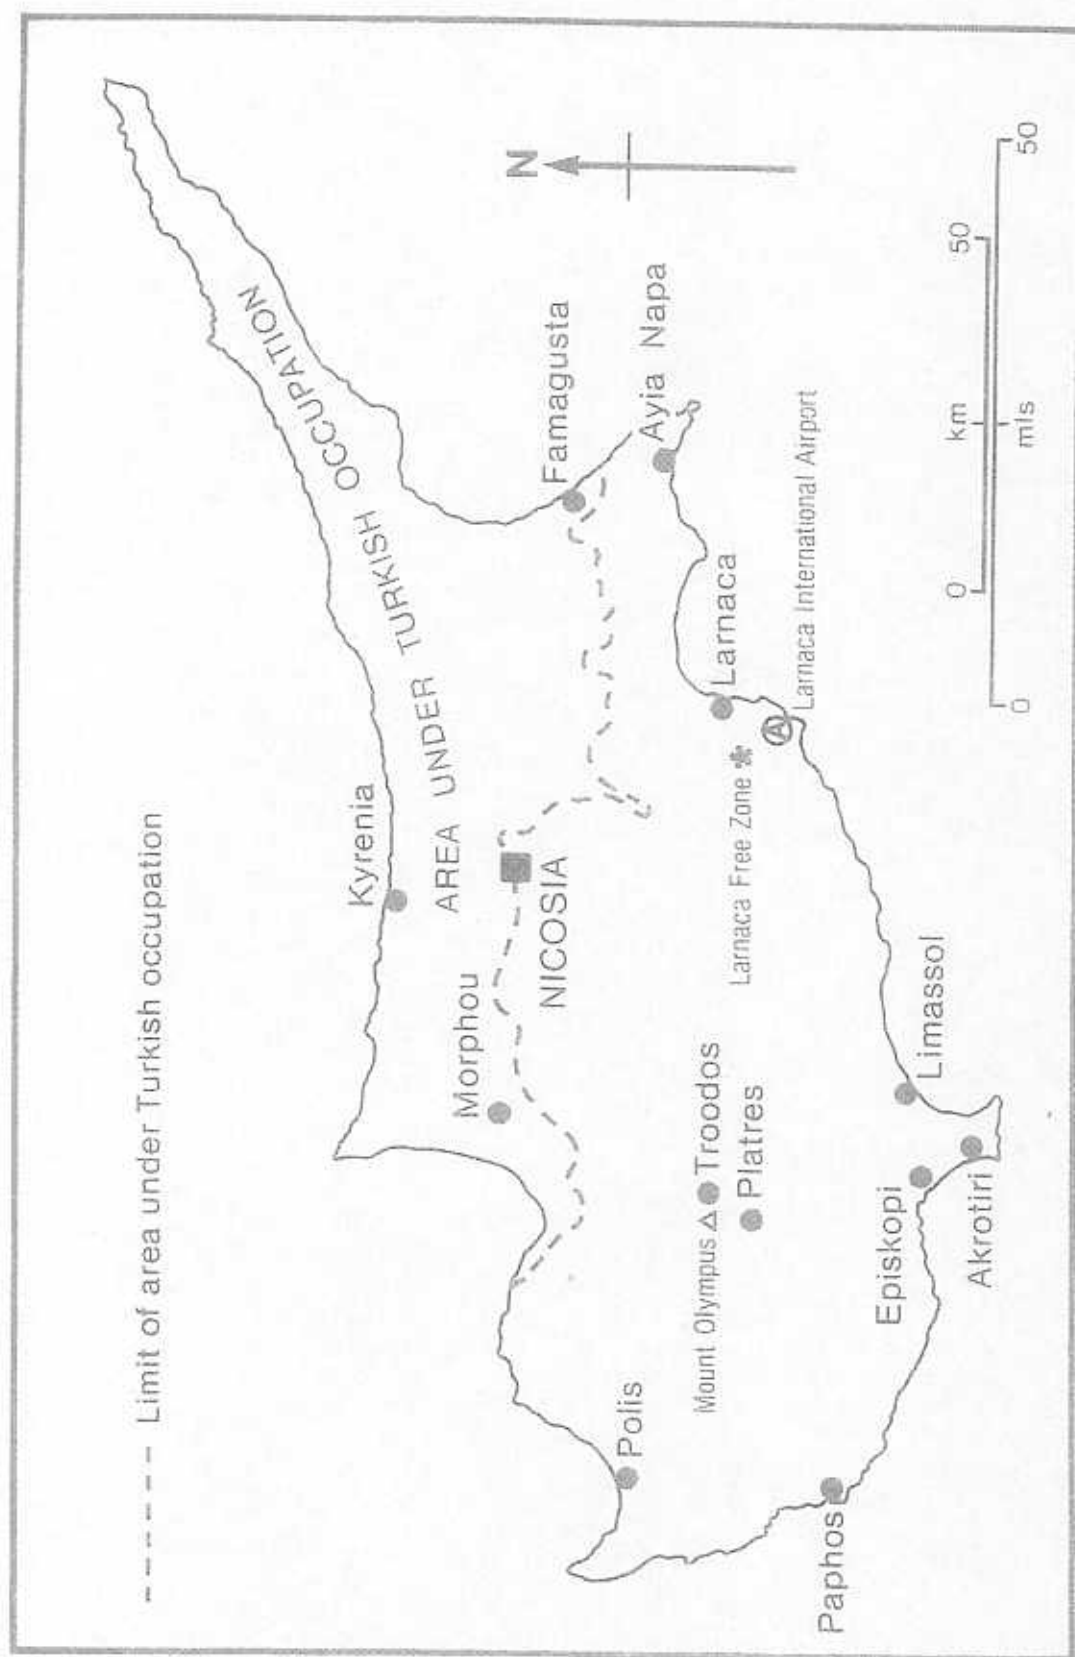 Limit of area under Turkish occupation
AREA UNDER TURKISH OCCUPATION
N
Kyrenia
Morphou
NICOSIA
Famagusta
Ayia Napa
Larnaca
Larnaca Free Zone
A
Larnaca International Airport
Polis
Mount Olympus
Troodos
Platres
Paphos
Episkopi
Akrotiri
Limassol
0 km 50
0 mls 50